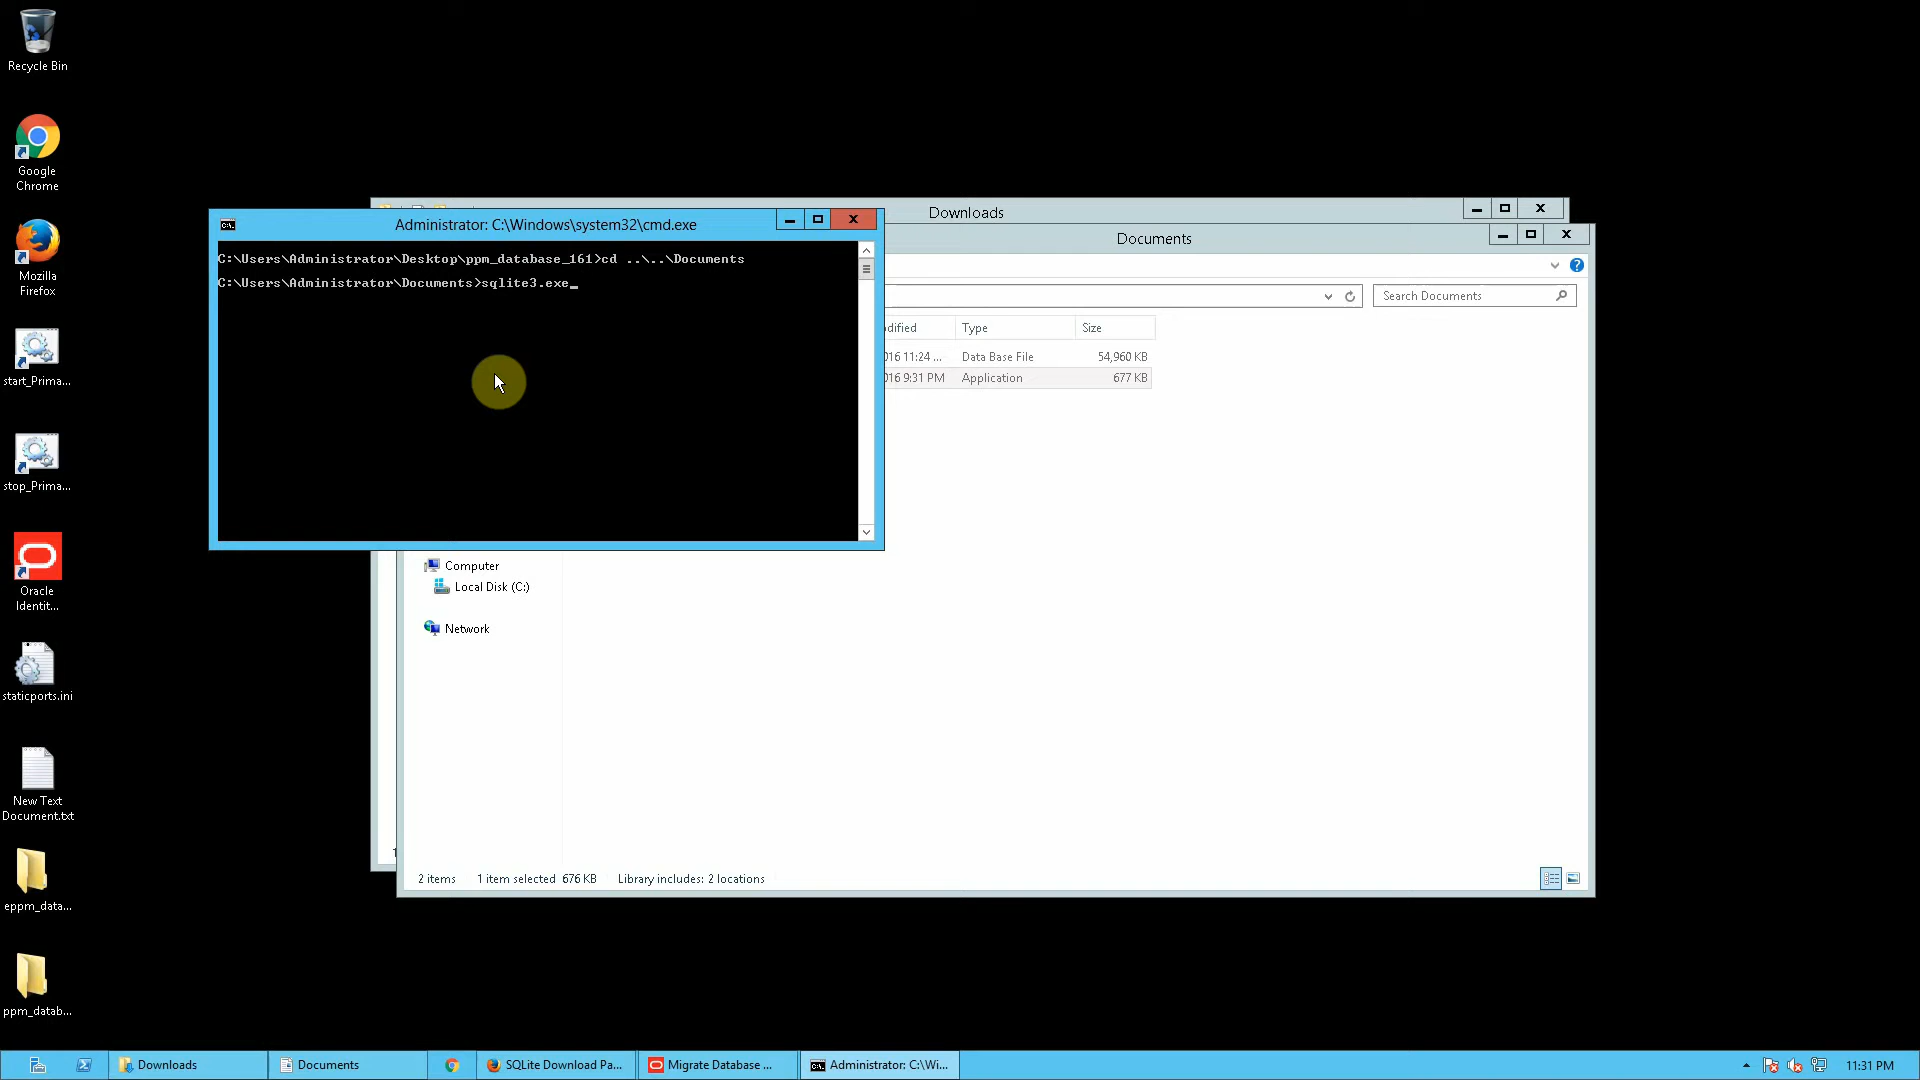 Recycle Bin
Google
Chrome
Mozilla
Firefox
start_Prima...
stop_Prima...
Oracle
Identit...
staticports.ini
New Text
Document.txt
eppm_data...
ppm_datab...
Downloads
Documents
Administrator: C:\Windows\system32\cmd.exe
C:\Users\Administrator\Desktop\ppm_database_161>cd ..\..\Documents
C:\Users\Administrator\Documents>sqlite3.exe_
Search Documents
Type
Size
Data Base File
54,960 KB
016 9:31 PM
Application
677 KB
Computer
Local Disk (C:)
Network
2 items
1 item selected 676 KB
Library includes: 2 locations
Downloads
Documents
SQLite Download Pa...
Migrate Database ...
Administrator: C:\Wi...
11:31 PM